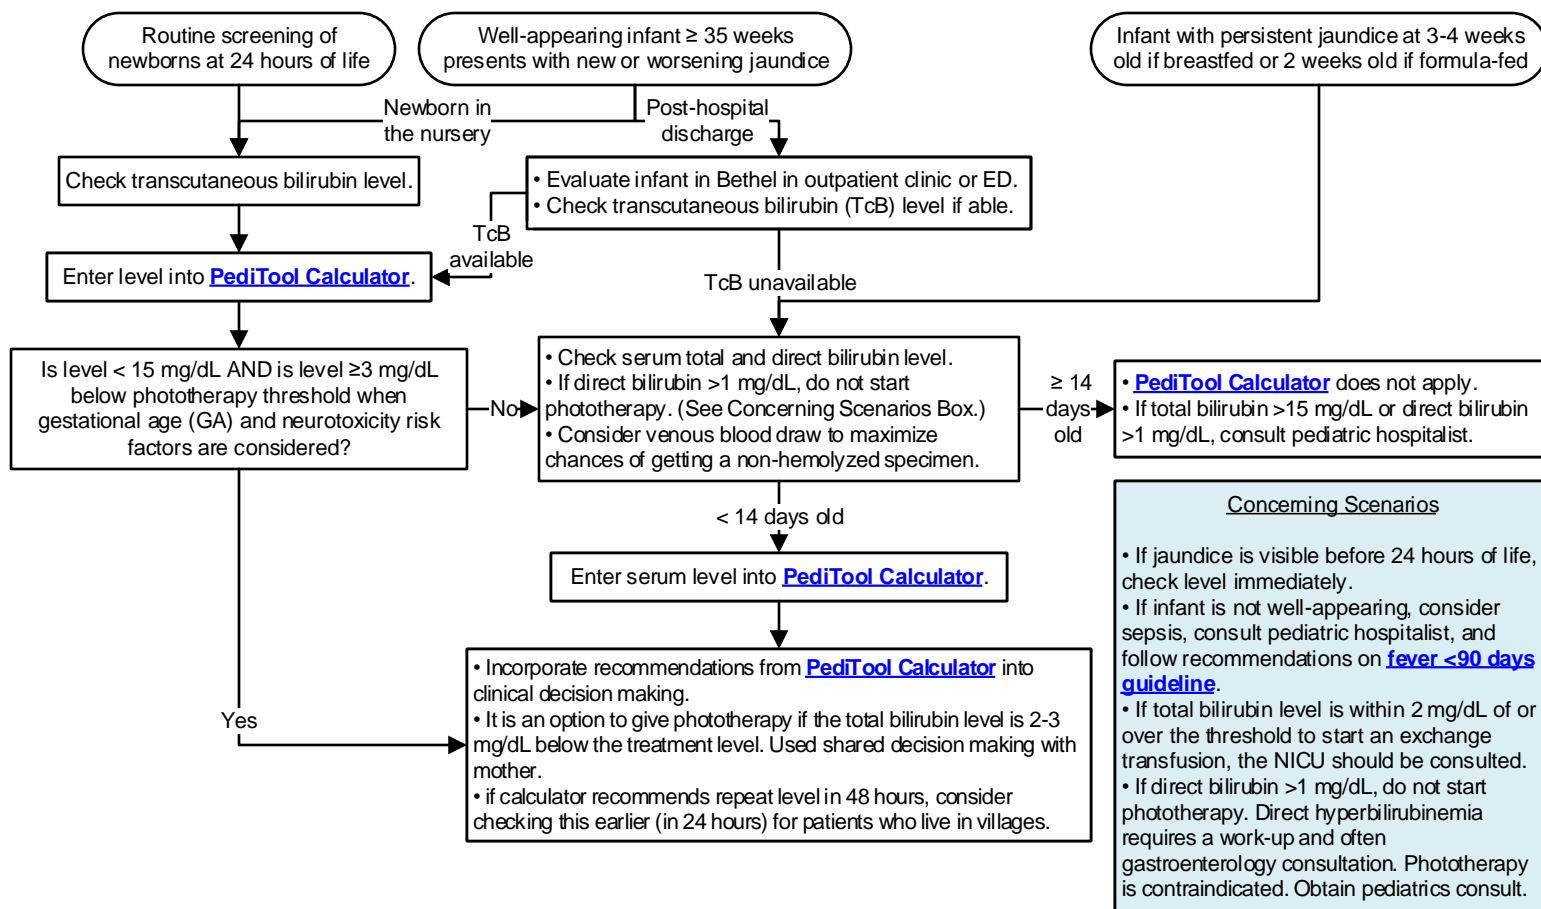 Routine screening of
newborns at 24 hours of life
Well-appearing infant ≥ 35 weeks
presents with new or worsening jaundice
Infant with persistent jaundice at 3-4 weeks
old if breastfed or 2 weeks old if formula-fed
Newborn in
the nursery
Post-hospital
discharge
Check transcutaneous bilirubin level.
• Evaluate infant in Bethel in outpatient clinic or ED.
• Check transcutaneous bilirubin (TcB) level if able.
TcB
available
Enter level into PediTool Calculator.
TcB unavailable
Is level < 15 mg/dL AND is level ≥3 mg/dL
below phototherapy threshold when
gestational age (GA) and neurotoxicity risk
factors are considered?
No
• Check serum total and direct bilirubin level.
• If direct bilirubin >1 mg/dL, do not start
phototherapy. (See Concerning Scenarios Box.)
• Consider venous blood draw to maximize
chances of getting a non-hemolyzed specimen.
≥ 14
days
old
• PediTool Calculator does not apply.
• If total bilirubin >15 mg/dL or direct bilirubin
>1 mg/dL, consult pediatric hospitalist.
< 14 days old
Enter serum level into PediTool Calculator.
Yes
• Incorporate recommendations from PediTool Calculator into
clinical decision making.
• It is an option to give phototherapy if the total bilirubin level is 2-3
mg/dL below the treatment level. Used shared decision making with
mother.
• if calculator recommends repeat level in 48 hours, consider
checking this earlier (in 24 hours) for patients who live in villages.
Concerning Scenarios
• If jaundice is visible before 24 hours of life,
check level immediately.
• If infant is not well-appearing, consider
sepsis, consult pediatric hospitalist, and
follow recommendations on fever <90 days
guideline.
• If total bilirubin level is within 2 mg/dL of or
over the threshold to start an exchange
transfusion, the NICU should be consulted.
• If direct bilirubin >1 mg/dL, do not start
phototherapy. Direct hyperbilirubinemia
requires a work-up and often
gastroenterology consultation. Phototherapy
is contraindicated. Obtain pediatrics consult.